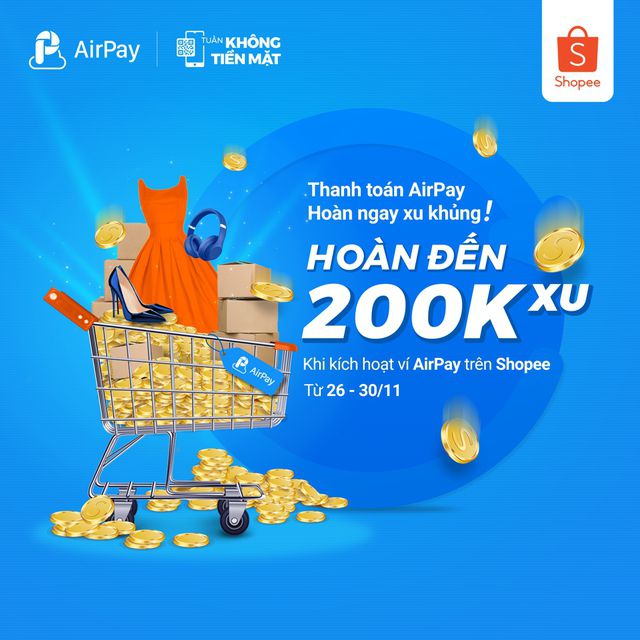 AirPay
TUẦN KHÔNG
TIỀN MẶT
S
Shopee
Thanh toán AirPay
Hoàn ngay xu khủng!
HOÀN ĐẾN
200K XU
Khi kích hoạt ví AirPay trên Shopee
Từ 26 - 30/11
AirPay